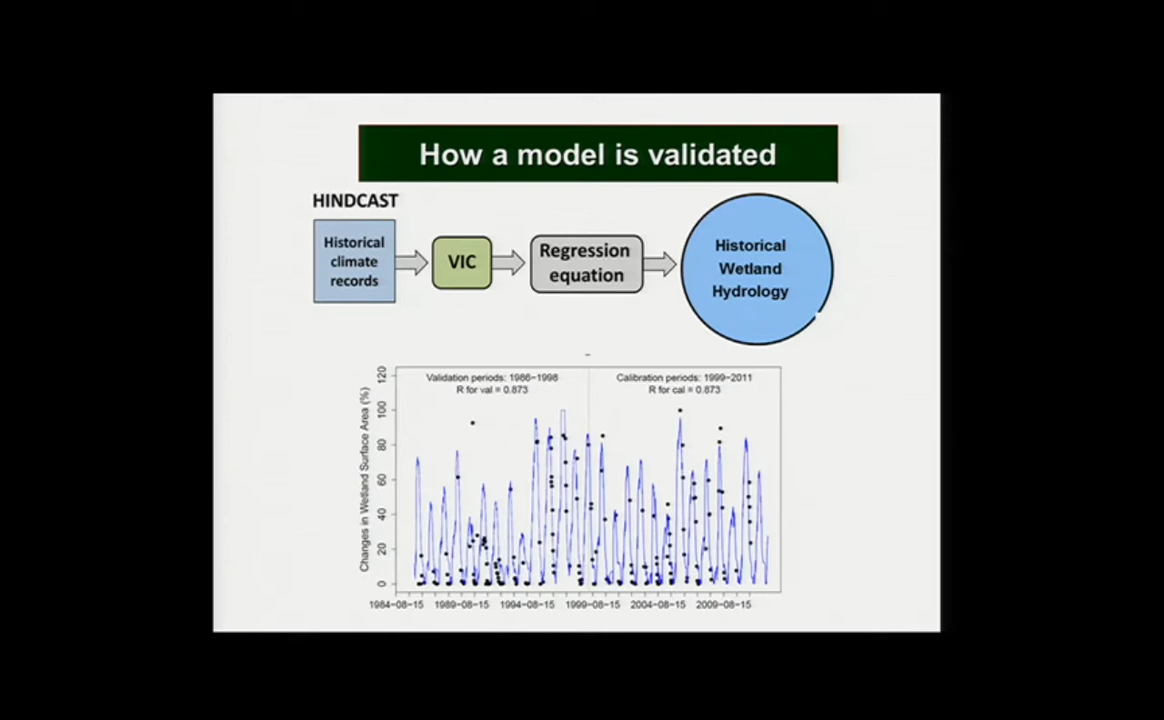 How a model is validated
HINDCAST
Historical
climate
records
VIC
Regression
equation
Historical
Wetland
Hydrology
Validation periods: 1986−1998
R for val = 0.873
Calibration periods: 1999−2011
R for cal = 0.873
Changes in Wetland Surface Area (%)
120
100
80
60
40
20
0
1984−08−15 1989−08−15 1994−08−15 1999−08−15 2004−08−15 2009−08−15